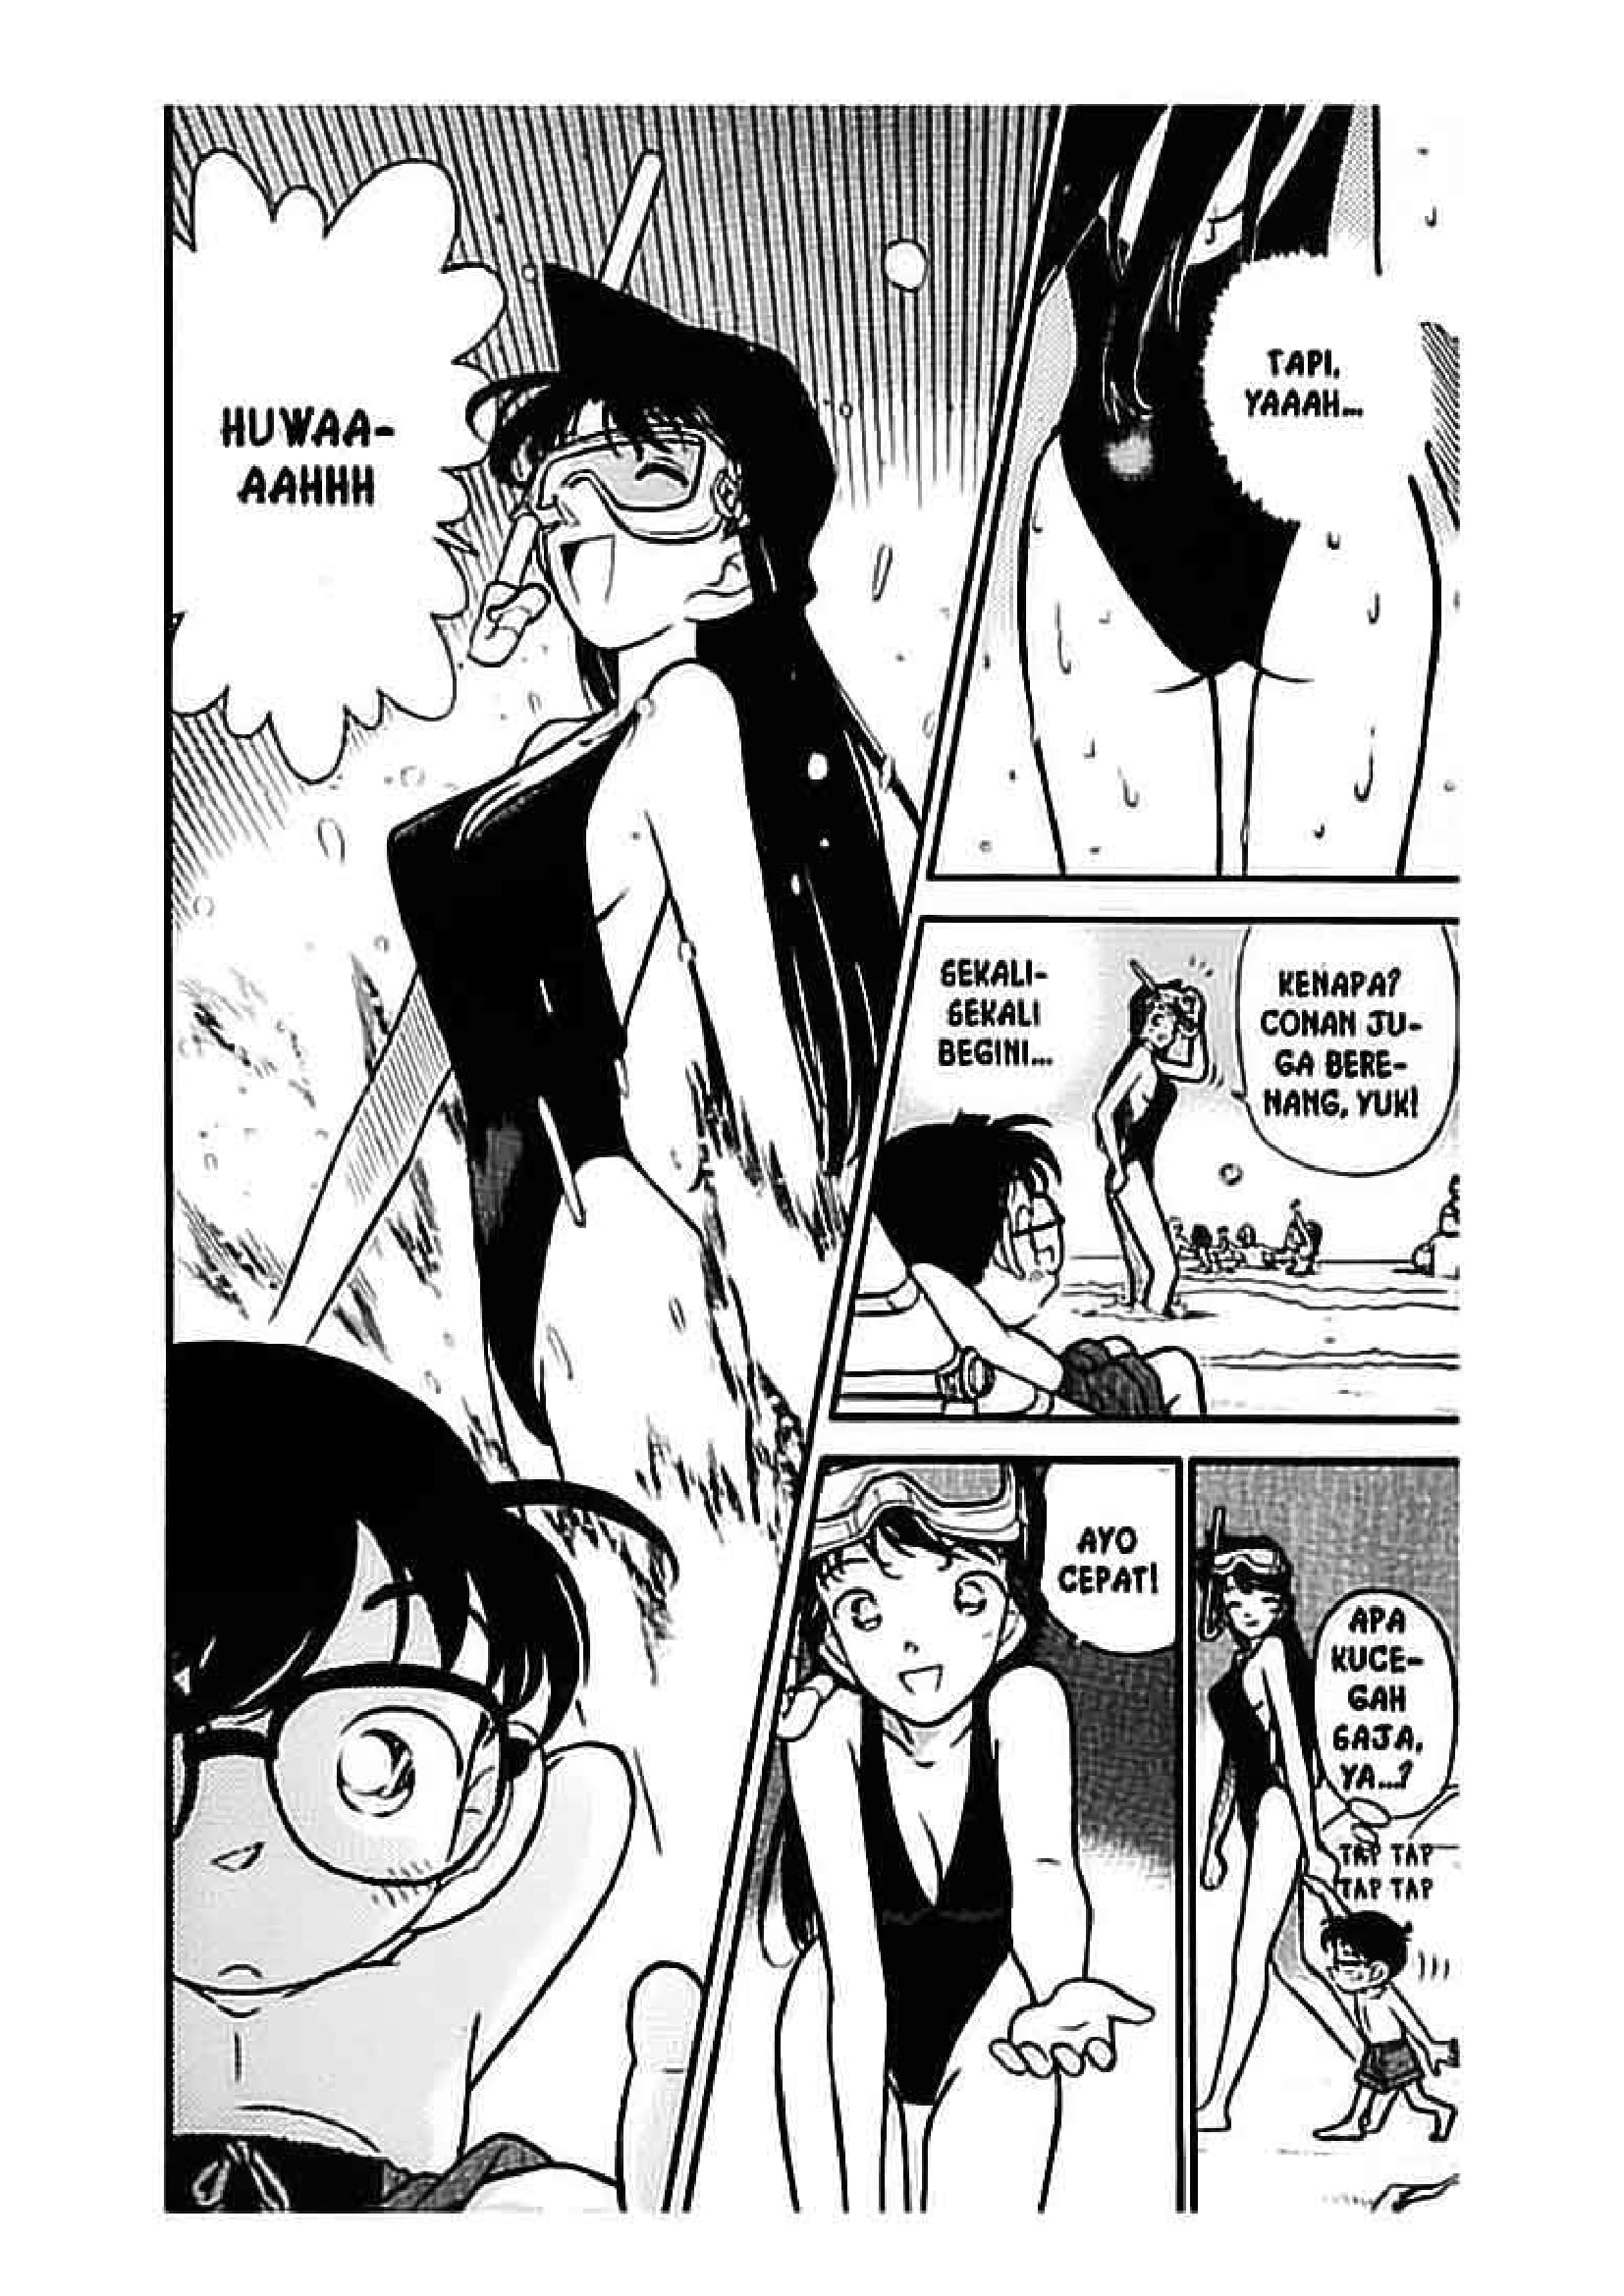 HUWAA-
AAHHH
TAPI,
YAAAH...
SEKALI-
SEKALI
BEGINI...
KENAPA?
CONAN JU-
GA BERE-
NANG, YUK!
AYO
CEPAT!
APA
KUCE-
GAH
SAJA,
YA...?
TAP TAP
TAP TAP